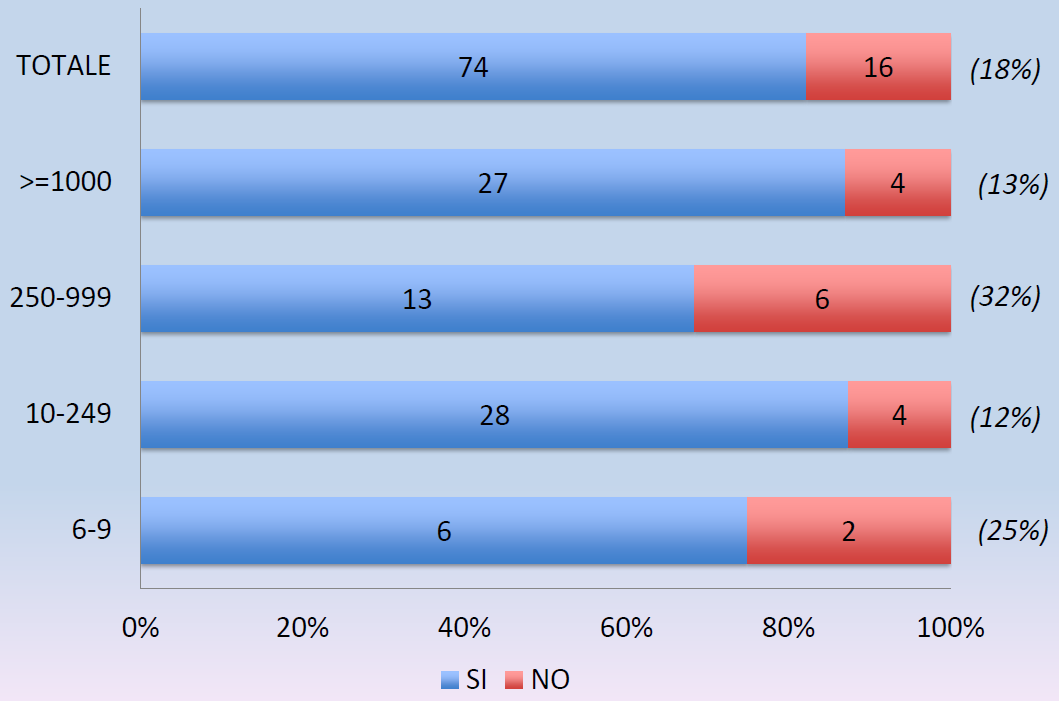 TOTALE 74 16 (18%)
>=1000 27 4 (13%)
250-999 13 6 (32%)
10-249 28 4 (12%)
6-9 6 2 (25%)
0% 20% 40% 60% 80% 100%
SI NO